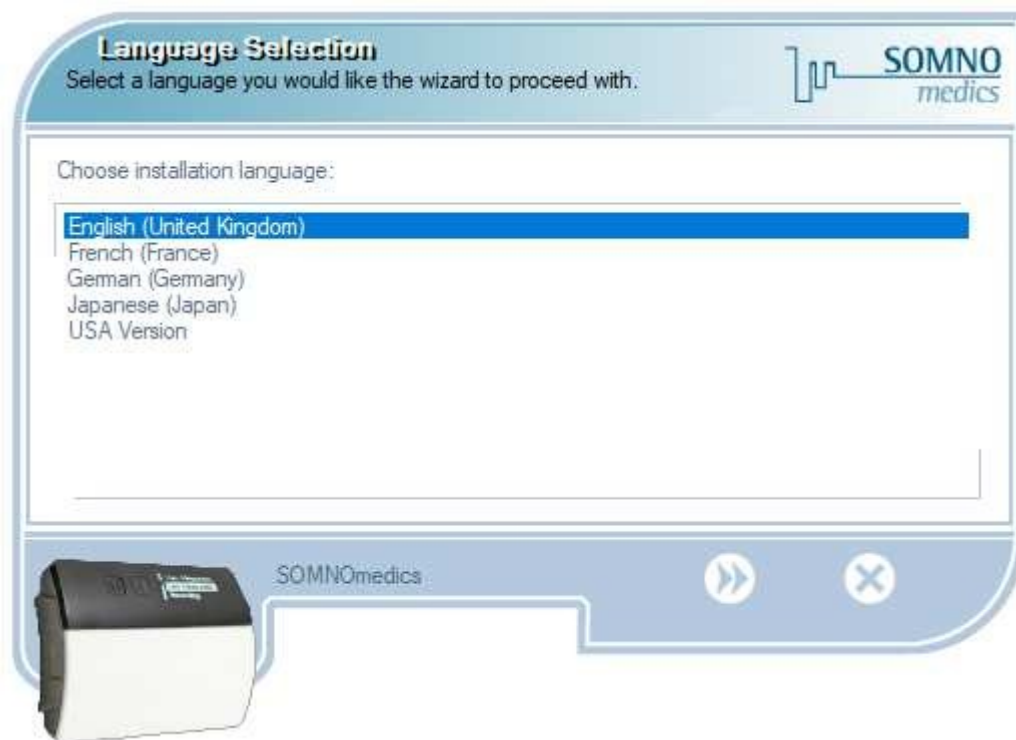 Language Selection
Select a language you would like the wizard to proceed with.
SOMNO
medics
Choose installation language:
English (United Kingdom)
French (France)
German (Germany)
Japanese (Japan)
USA Version
SOMNOmedics